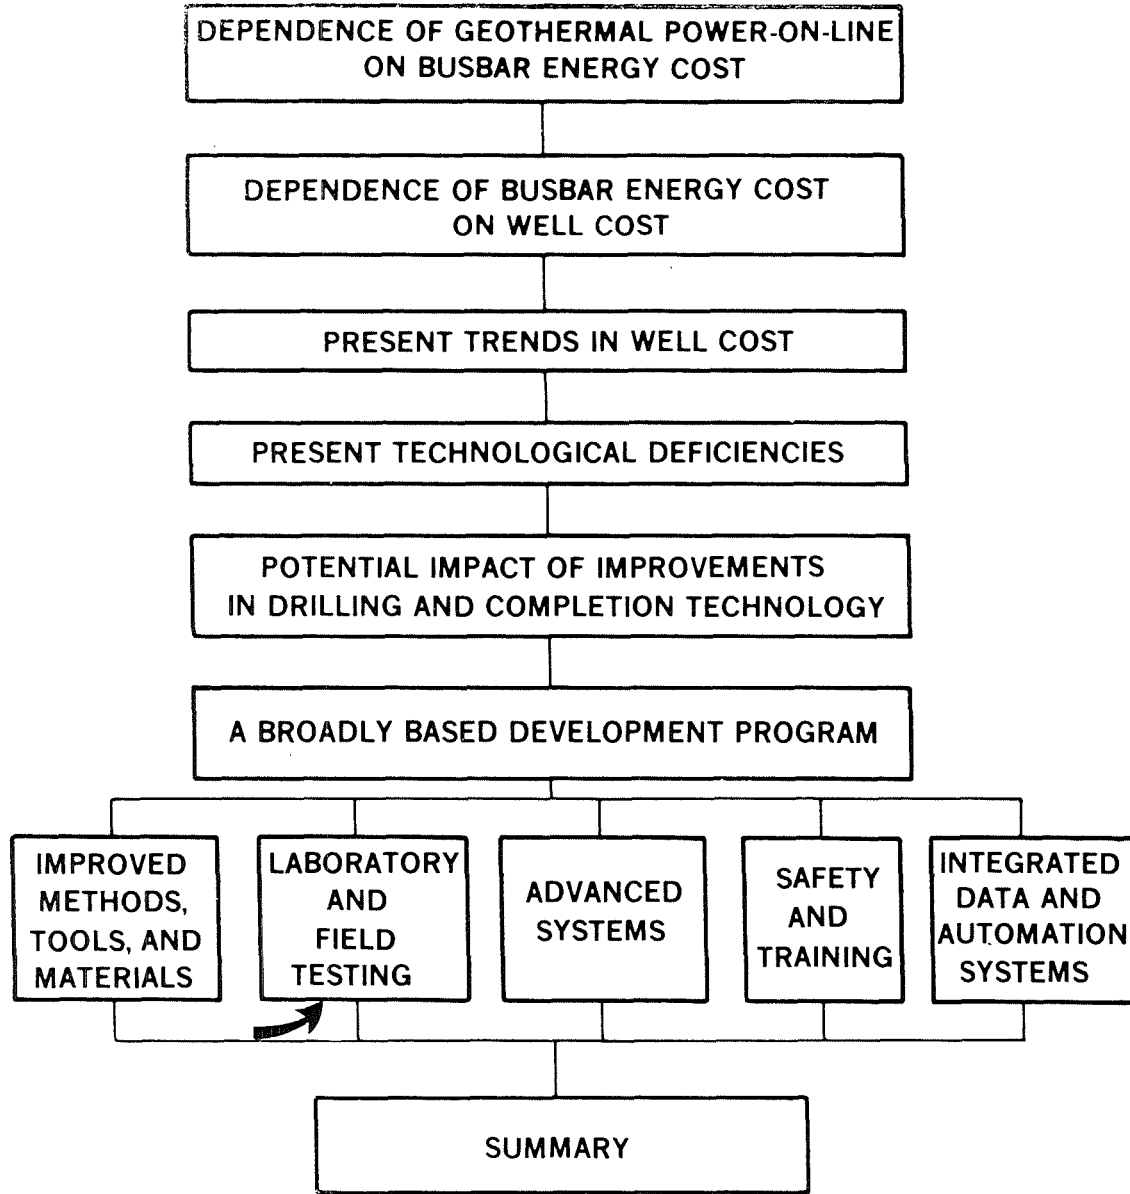 DEPENDENCE OF GEOTHERMAL POWER-ON-LINE
ON BUSBAR ENERGY COST
DEPENDENCE OF BUSBAR ENERGY COST
ON WELL COST
PRESENT TRENDS IN WELL COST
PRESENT TECHNOLOGICAL DEFICIENCIES
POTENTIAL IMPACT OF IMPROVEMENTS
IN DRILLING AND COMPLETION TECHNOLOGY
A BROADLY BASED DEVELOPMENT PROGRAM
IMPROVED
METHODS,
TOOLS, AND
MATERIALS
LABORATORY
AND
FIELD
TESTING
ADVANCED
SYSTEMS
SAFETY
AND
TRAINING
INTEGRATED
DATA AND
AUTOMATION
SYSTEMS
SUMMARY